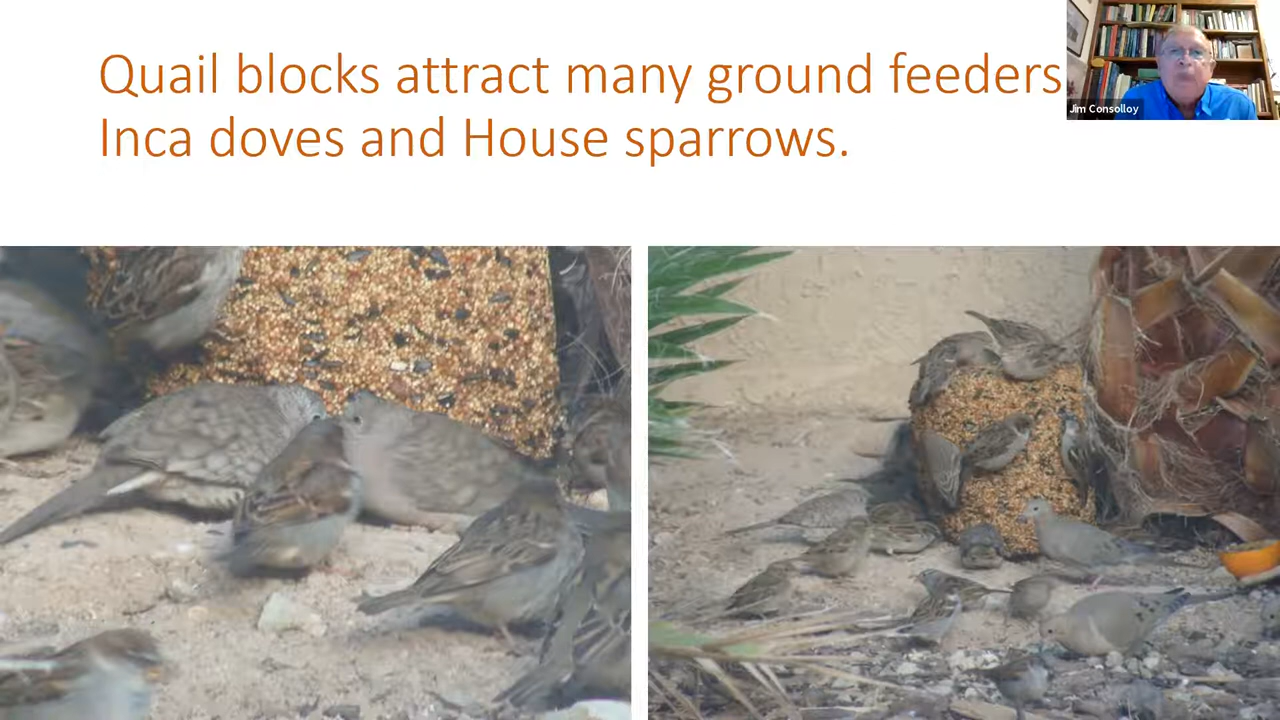 Quail blocks attract many ground feeders
Inca doves and House sparrows.
Jim Consolloy